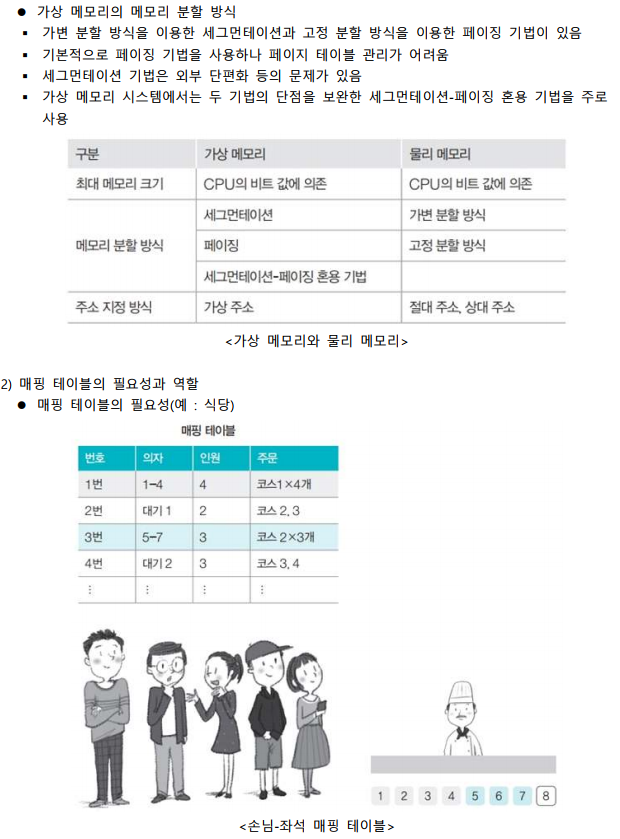 ● 가상 메모리의 메모리 분할 방식
▪ 가변 분할 방식을 이용한 세그먼테이션과 고정 분할 방식을 이용한 페이징 기법이 있음
▪ 기본적으로 페이징 기법을 사용하나 페이지 테이블 관리가 어려움
▪ 세그먼테이션 기법은 외부 단편화 등의 문제가 있음
▪ 가상 메모리 시스템에서는 두 기법의 단점을 보완한 세그먼테이션-페이징 혼용 기법을 주로
사용
구분 가상 메모리 물리 메모리
최대 메모리 크기 CPU의 비트 값에 의존 CPU의 비트 값에 의존
세그먼테이션 가변 분할 방식
메모리 분할 방식 페이징 고정 분할 방식
세그먼테이션-페이징 혼용 기법
주소 지정 방식 가상 주소 절대 주소, 상대 주소
<가상 메모리와 물리 메모리>
2) 매핑 테이블의 필요성과 역할
● 매핑 테이블의 필요성(예 : 식당)
매핑 테이블
번호 의자 인원 주문
1번 1-4 4 코스1×4개
2번 대기 1 2 코스 2, 3
3번 5-7 3 코스 2×3개
4번 대기 2 3 코스 3, 4
⋮ ⋮ ⋮ ⋮
1 2 3 4 5 6 7 8
<손님-좌석 매핑 테이블>